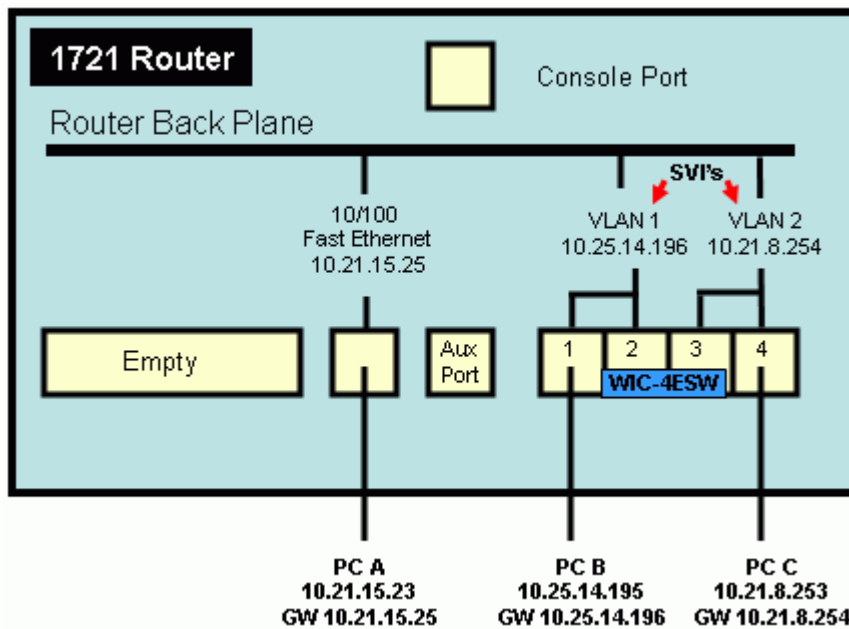 1721 Router
Console Port
Router Back Plane
SVI's
10/100
Fast Ethernet
10.21.15.25
VLAN 1
10.25.14.196
VLAN 2
10.21.8.254
Empty
Aux
Port
1
2
3
4
WIC-4ESW
PC A
10.21.15.23
GW 10.21.15.25
PC B
10.25.14.195
GW 10.25.14.196
PC C
10.21.8.253
GW 10.21.8.254